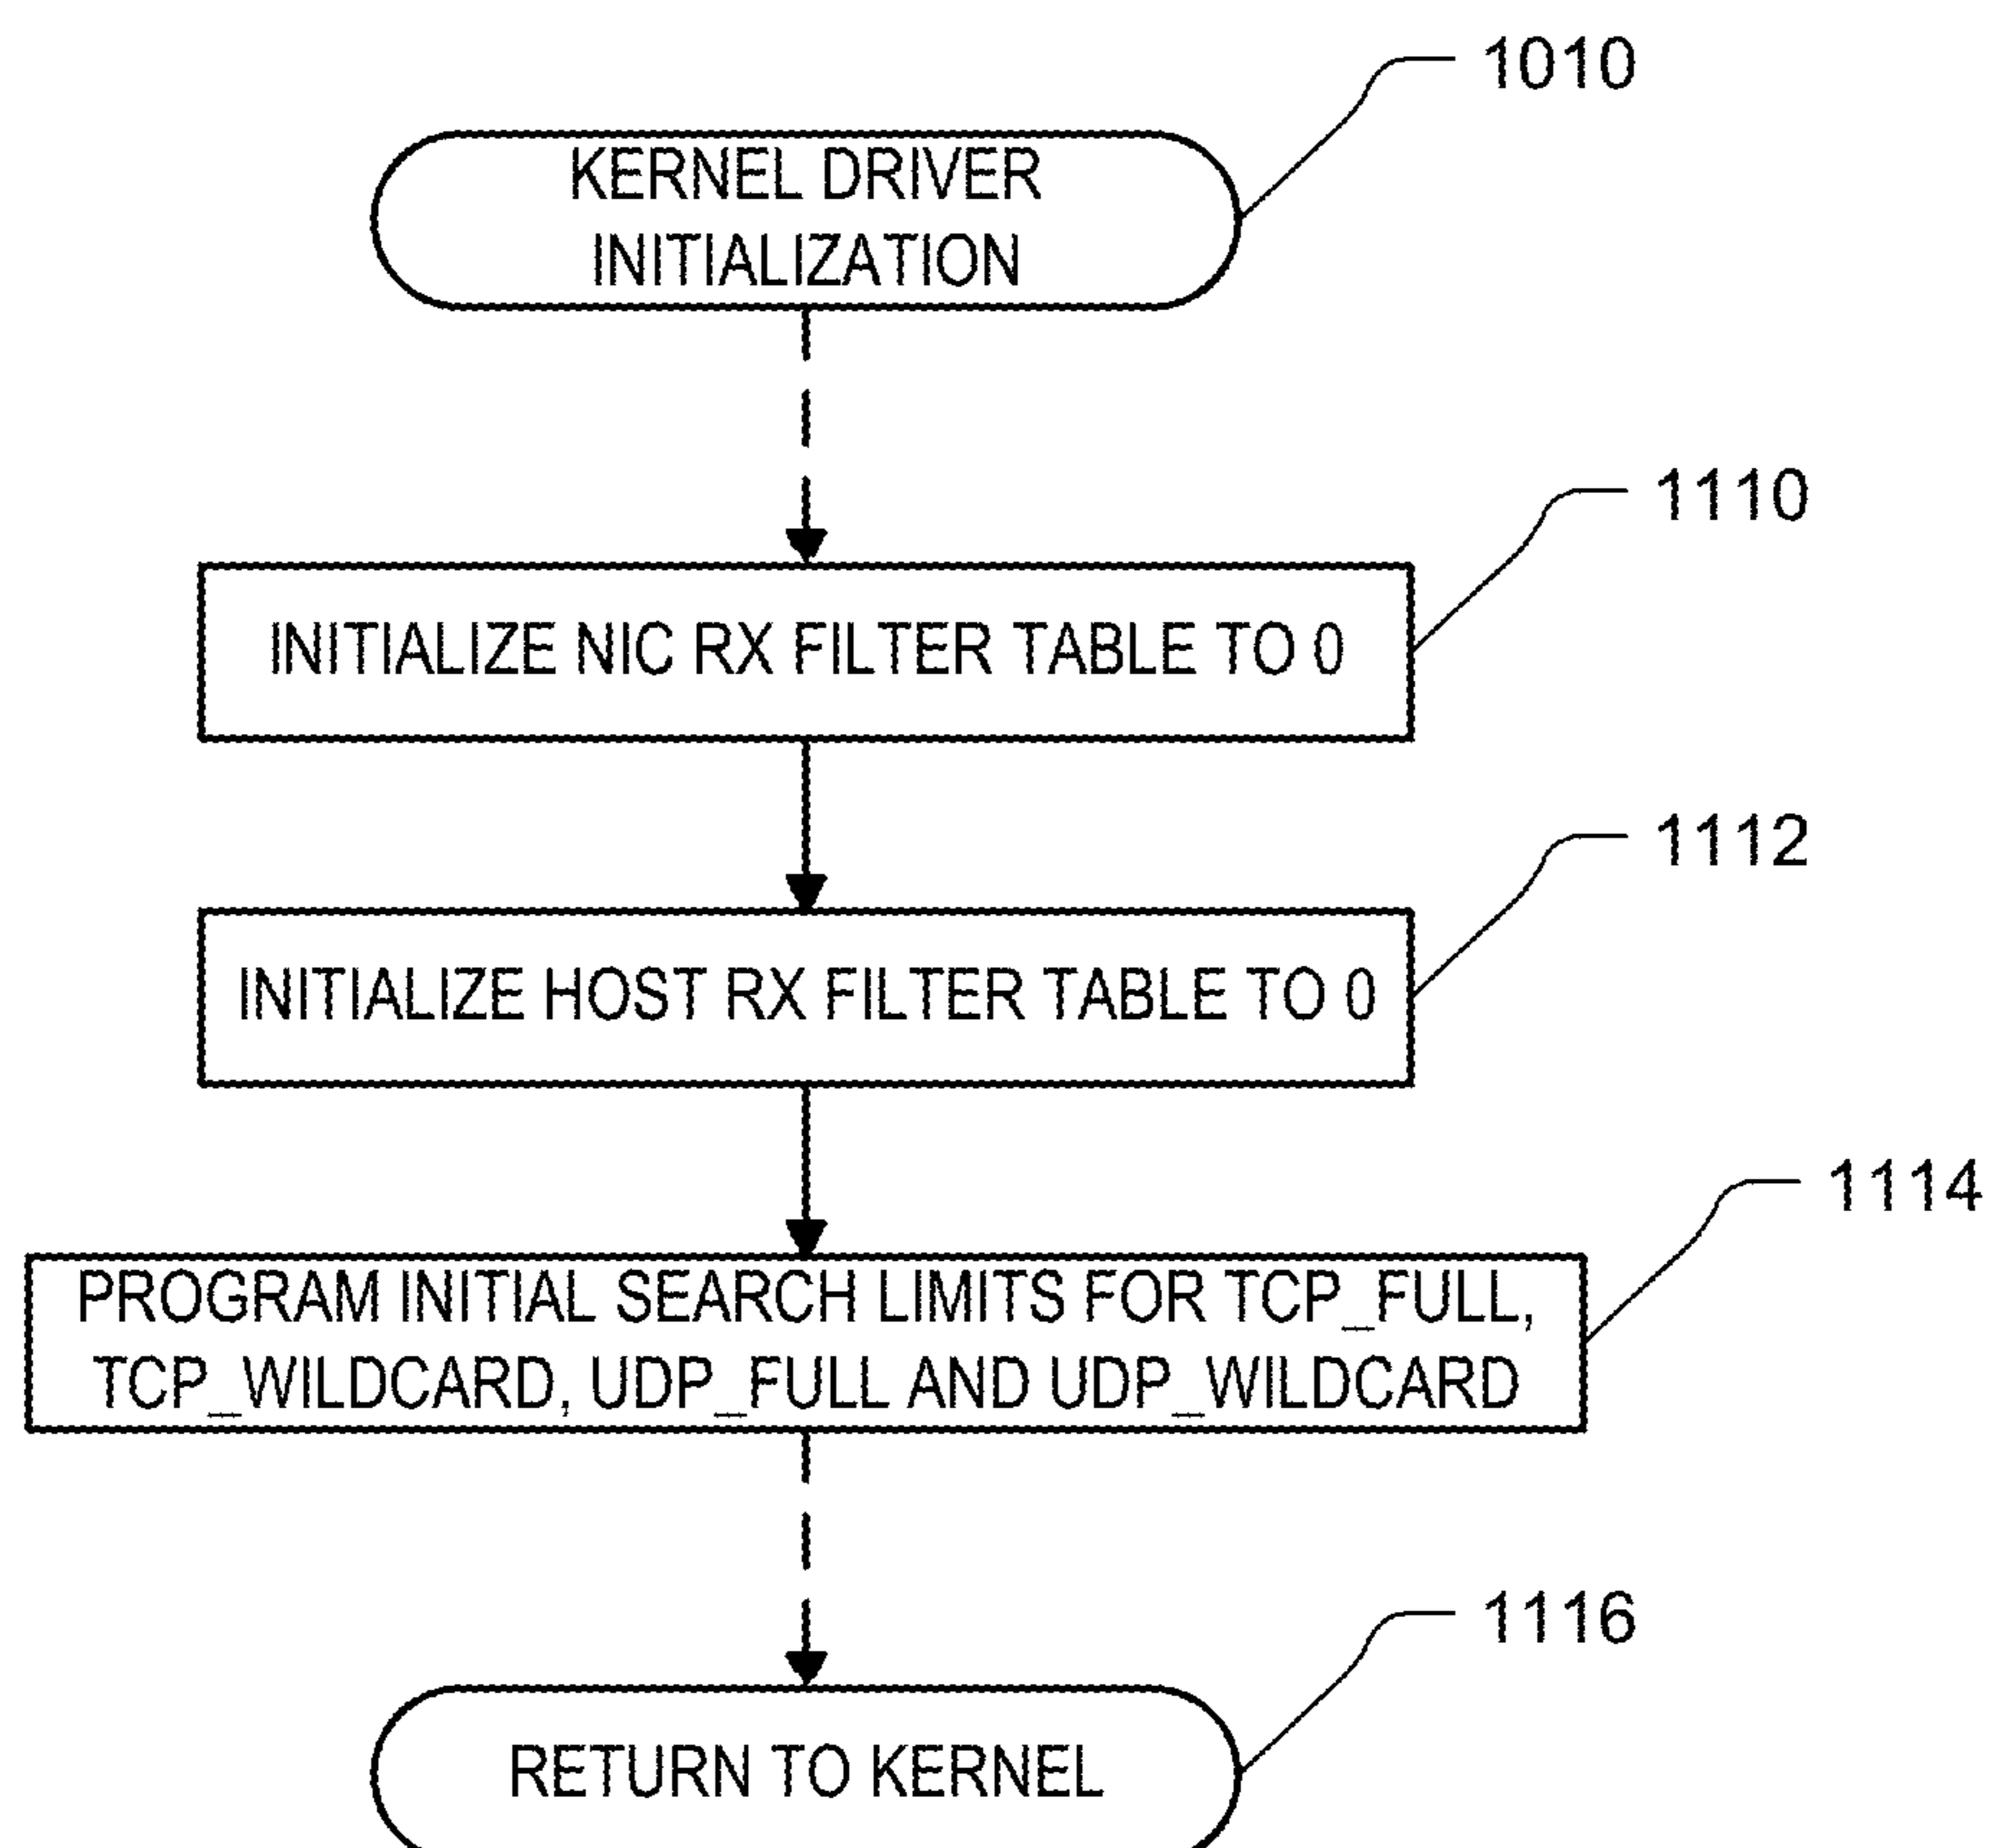 1010
KERNEL DRIVER
INITIALIZATION
1110
INITIALIZE NIC RX FILTER TABLE TO 0
1112
INITIALIZE HOST RX FILTER TABLE TO 0
1114
PROGRAM INITIAL SEARCH LIMITS FOR TCP_FULL,
TCP_WILDCARD, UDP_FULL AND UDP_WILDCARD
1116
RETURN TO KERNEL